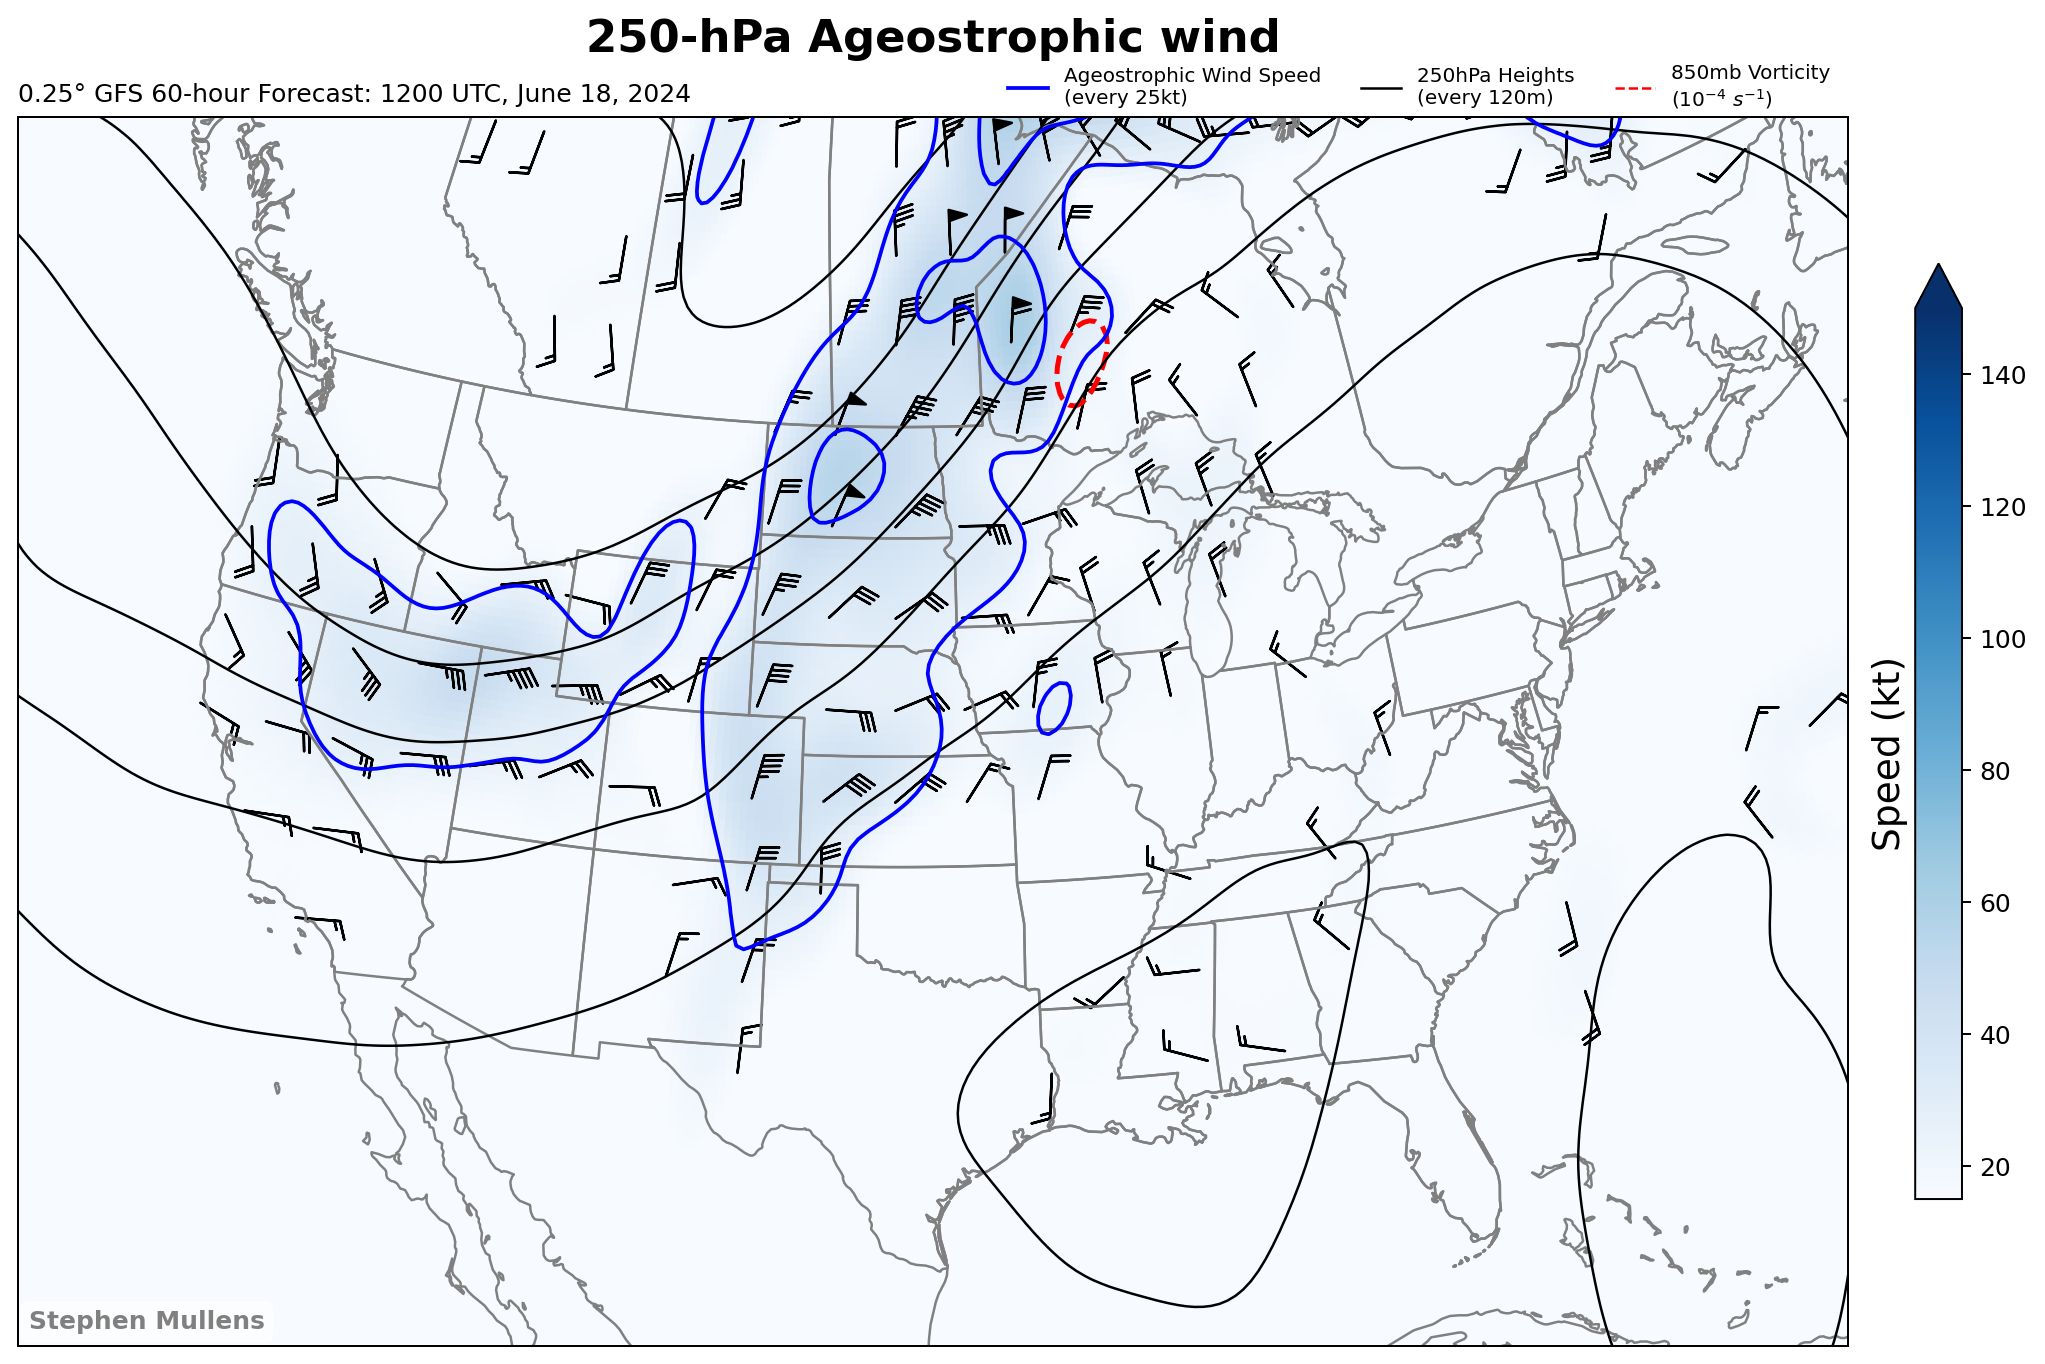 250-hPa Ageostrophic wind
0.25° GFS 60-hour Forecast: 1200 UTC, June 18, 2024
Ageostrophic Wind Speed
(every 25kt)
250hPa Heights
(every 120m)
850mb Vorticity
(10⁻⁴ s⁻¹)
140
120
100
80
60
40
20
Speed (kt)
Stephen Mullens